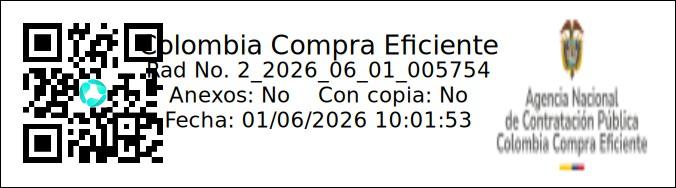 Colombia Compra Eficiente
Rad No. 2_2026_06_01_005754
Anexos: No    Con copia: No
Fecha: 01/06/2026 10:01:53
Agencia Nacional
de Contratación Pública
Colombia Compra Eficiente